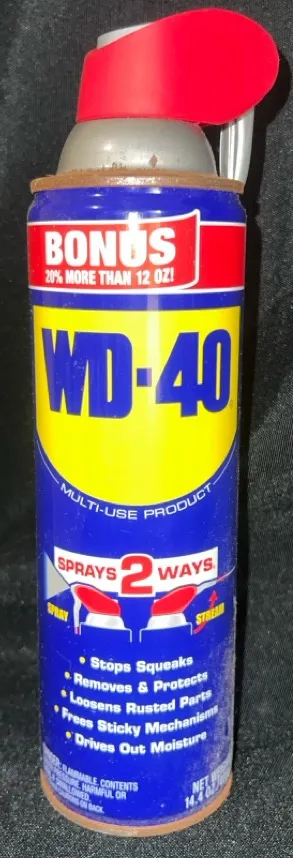 BONUS
20% MORE THAN 12 OZ!
WD-40
MULTI-USE PRODUCT
SPRAYS 2 WAYS
SPRAY
STREAM
• Stops Squeaks
• Removes & Protects
• Loosens Rusted Parts
• Frees Sticky Mechanisms
• Drives Out Moisture
FLAMMABLE. CONTENTS
HARMFUL OR
SWALLOWED.
ON BACK.
NET
14.4